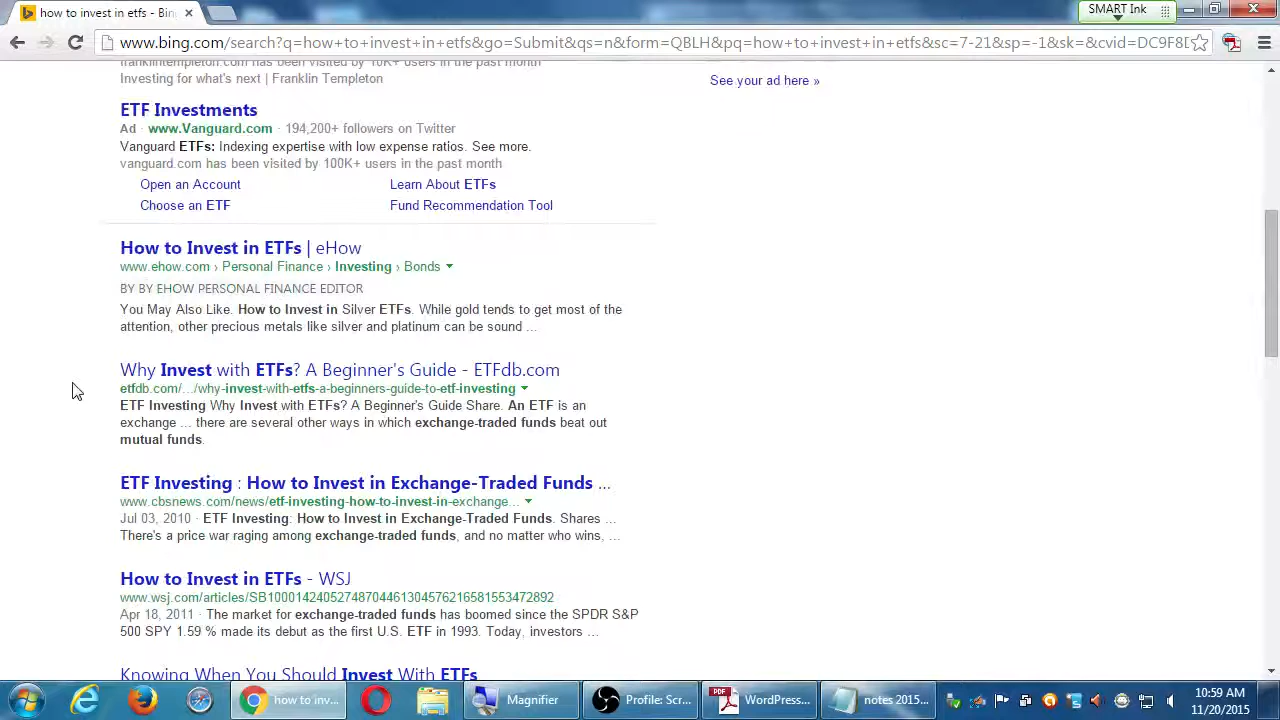 how to invest in etfs - Bing
SMART Ink
www.bing.com/search?q=how+to+invest+in+etfs&go=Submit&qs=n&form=QBLH&pq=how+to+invest+in+etfs&sc=7-21&sp=-1&sk=&cvid=DC9F8
franklintempleton.com has been visited by 10K+ users in the past month
Investing for what's next | Franklin Templeton
See your ad here »
ETF Investments
Ad · www.Vanguard.com · 194,200+ followers on Twitter
Vanguard ETFs: Indexing expertise with low expense ratios. See more.
vanguard.com has been visited by 100K+ users in the past month
Open an Account Learn About ETFs
Choose an ETF Fund Recommendation Tool
How to Invest in ETFs | eHow
www.ehow.com › Personal Finance › Investing › Bonds
BY BY EHOW PERSONAL FINANCE EDITOR
You May Also Like. How to Invest in Silver ETFs. While gold tends to get most of the
attention, other precious metals like silver and platinum can be sound ...
Why Invest with ETFs? A Beginner's Guide - ETFdb.com
etfdb.com/.../why-invest-with-etfs-a-beginners-guide-to-etf-investing
ETF Investing Why Invest with ETFs? A Beginner's Guide Share. An ETF is an
exchange ... there are several other ways in which exchange-traded funds beat out
mutual funds.
ETF Investing : How to Invest in Exchange-Traded Funds ...
www.cbsnews.com/news/etf-investing-how-to-invest-in-exchange...
Jul 03, 2010 · ETF Investing: How to Invest in Exchange-Traded Funds. Shares ...
There's a price war raging among exchange-traded funds, and no matter who wins, ...
How to Invest in ETFs - WSJ
www.wsj.com/articles/SB10001424052748704461304576216581553472892
Apr 18, 2011 · The market for exchange-traded funds has boomed since the SPDR S&P
500 SPY 1.59 % made its debut as the first U.S. ETF in 1993. Today, investors ...
Knowing When You Should Invest With ETFs
how to inv...
Magnifier
Profile: Scr...
PDF
WordPress...
notes 2015...
10:59 AM
11/20/2015